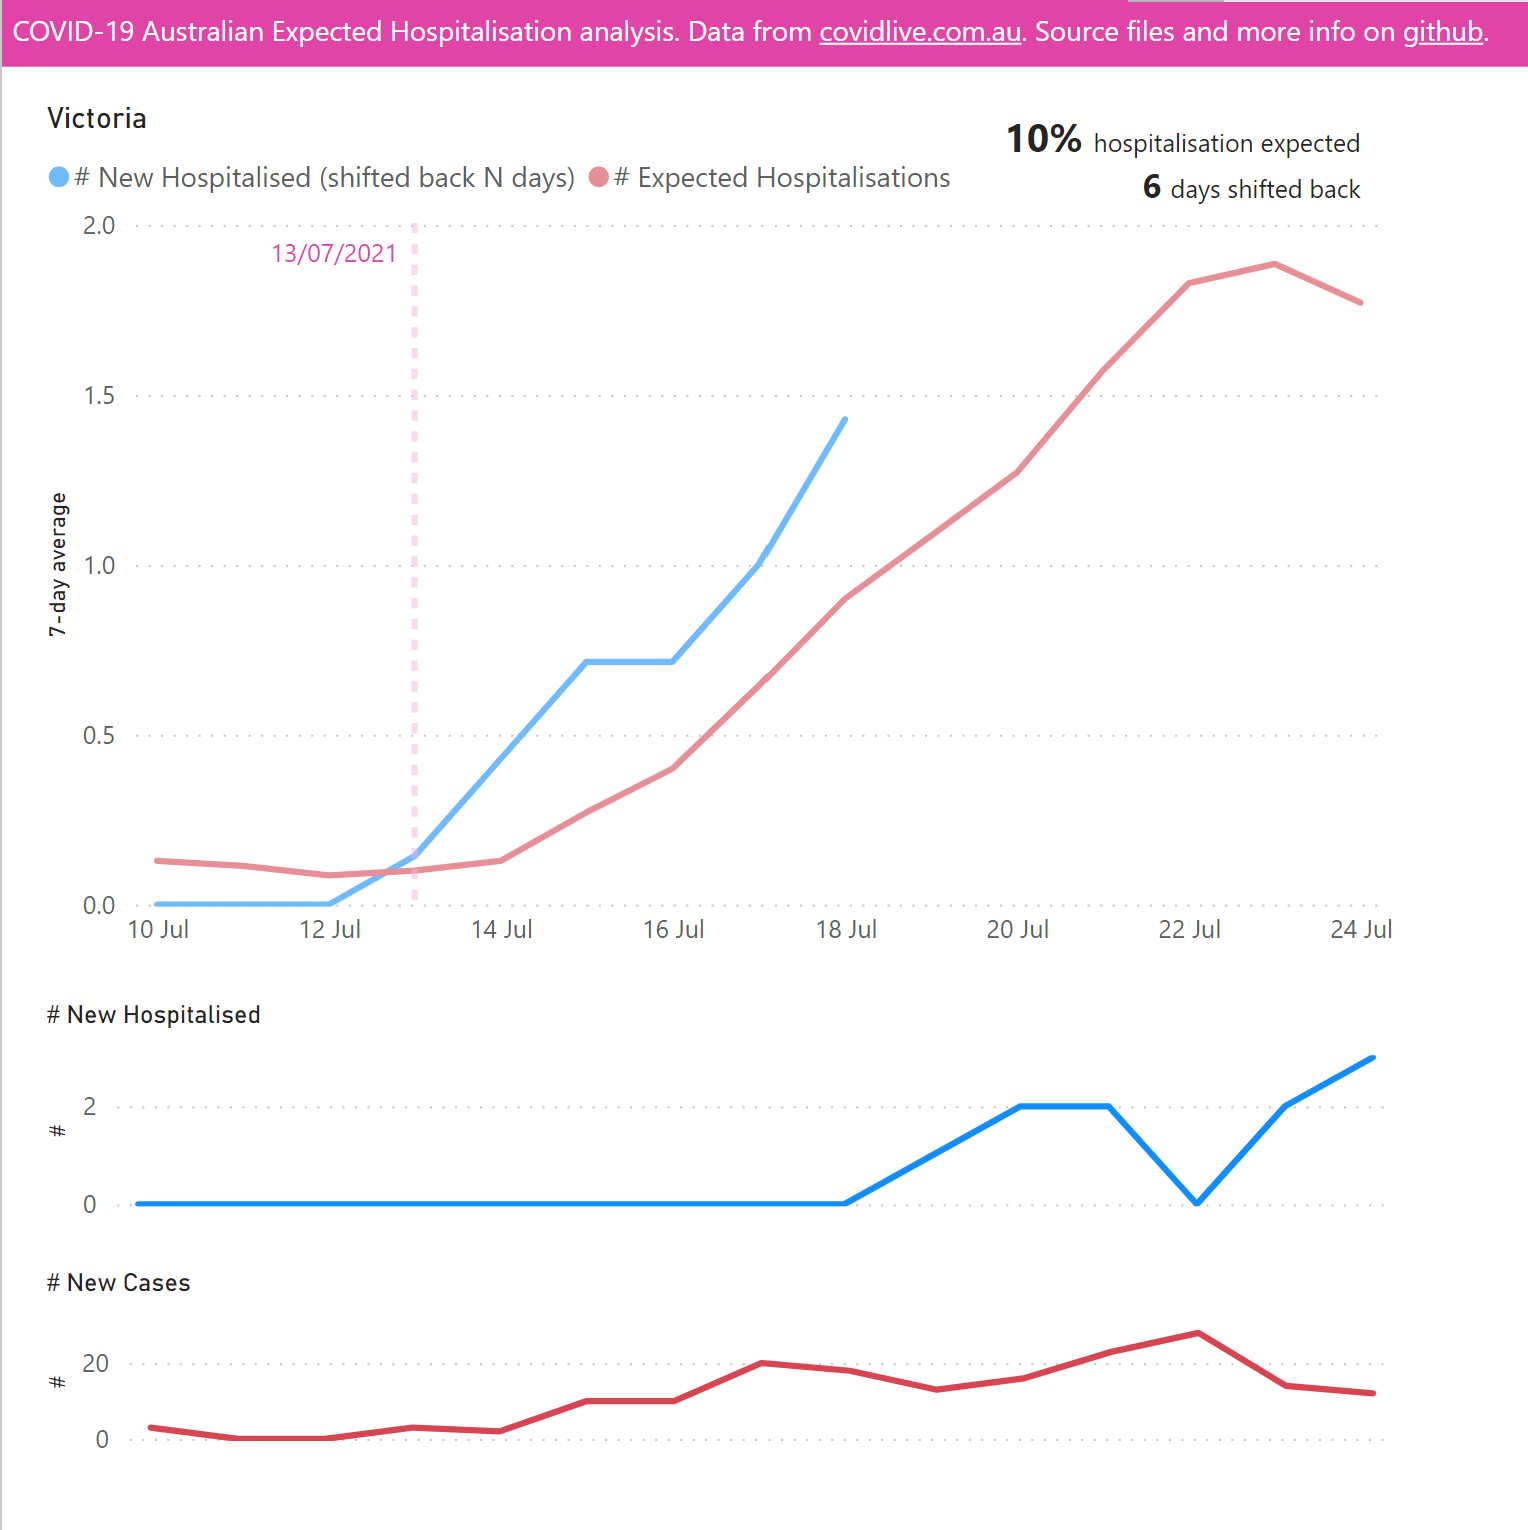 COVID-19 Australian Expected Hospitalisation analysis. Data from covidlive.com.au. Source files and more info on github.
Victoria
10% hospitalisation expected
# New Hospitalised (shifted back N days) # Expected Hospitalisations
6 days shifted back
2.0
13/07/2021
1.5
1.0
7-day average
0.5
0.0
10 Jul 12 Jul 14 Jul 16 Jul 18 Jul 20 Jul 22 Jul 24 Jul
# New Hospitalised
2
#
0
# New Cases
20
#
0